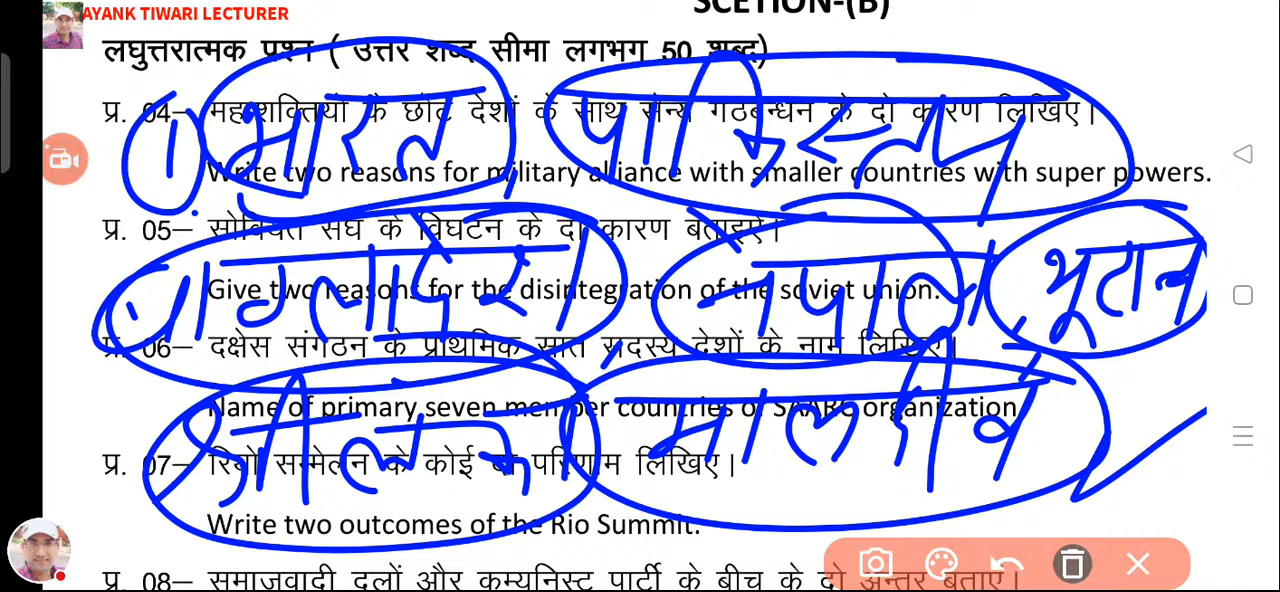 AYANK TIWARI LECTURER
SCETION-(B)
लघुत्तरात्मक प्रश्न ( उत्तर शब्द सीमा लगभग 50 शब्द)
प्र. 04– महाशक्तियों के छोटे देशों के साथ सैन्य गठबन्धन के दो कारण लिखिए।
① भारत, पाकिस्तान
Write two reasons for military alliance with smaller countries with super powers.
प्र. 05– सोवियत संघ के विघटन के दो कारण बताइऐ।
Give two reasons for the disintegration of the soviet union.
नेपाल, भूटान
प्र. 06– दक्षेस संगठन के प्राथमिक सात सदस्य देशों के नाम लिखिए।
Name of primary seven member countries of SAARC organization
मालदीव
प्र. 07– रियो सम्मेलन के कोई दो परिणाम लिखिए।
Write two outcomes of the Rio Summit.
प्र. 08– समाजवादी दलों और कम्यूनिस्ट पार्टी के बीच के दो अन्तर बताए।